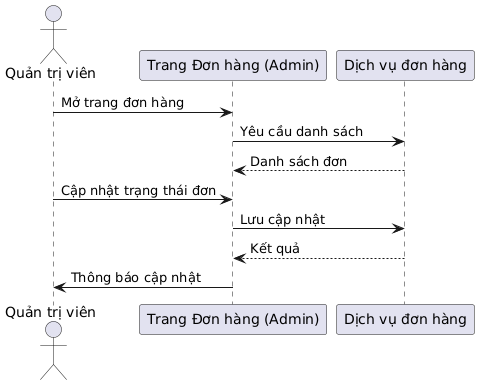 Quản trị viên
Trang Đơn hàng (Admin)
Dịch vụ đơn hàng
Mở trang đơn hàng
Yêu cầu danh sách
Danh sách đơn
Cập nhật trạng thái đơn
Lưu cập nhật
Kết quả
Thông báo cập nhật
Quản trị viên
Trang Đơn hàng (Admin)
Dịch vụ đơn hàng